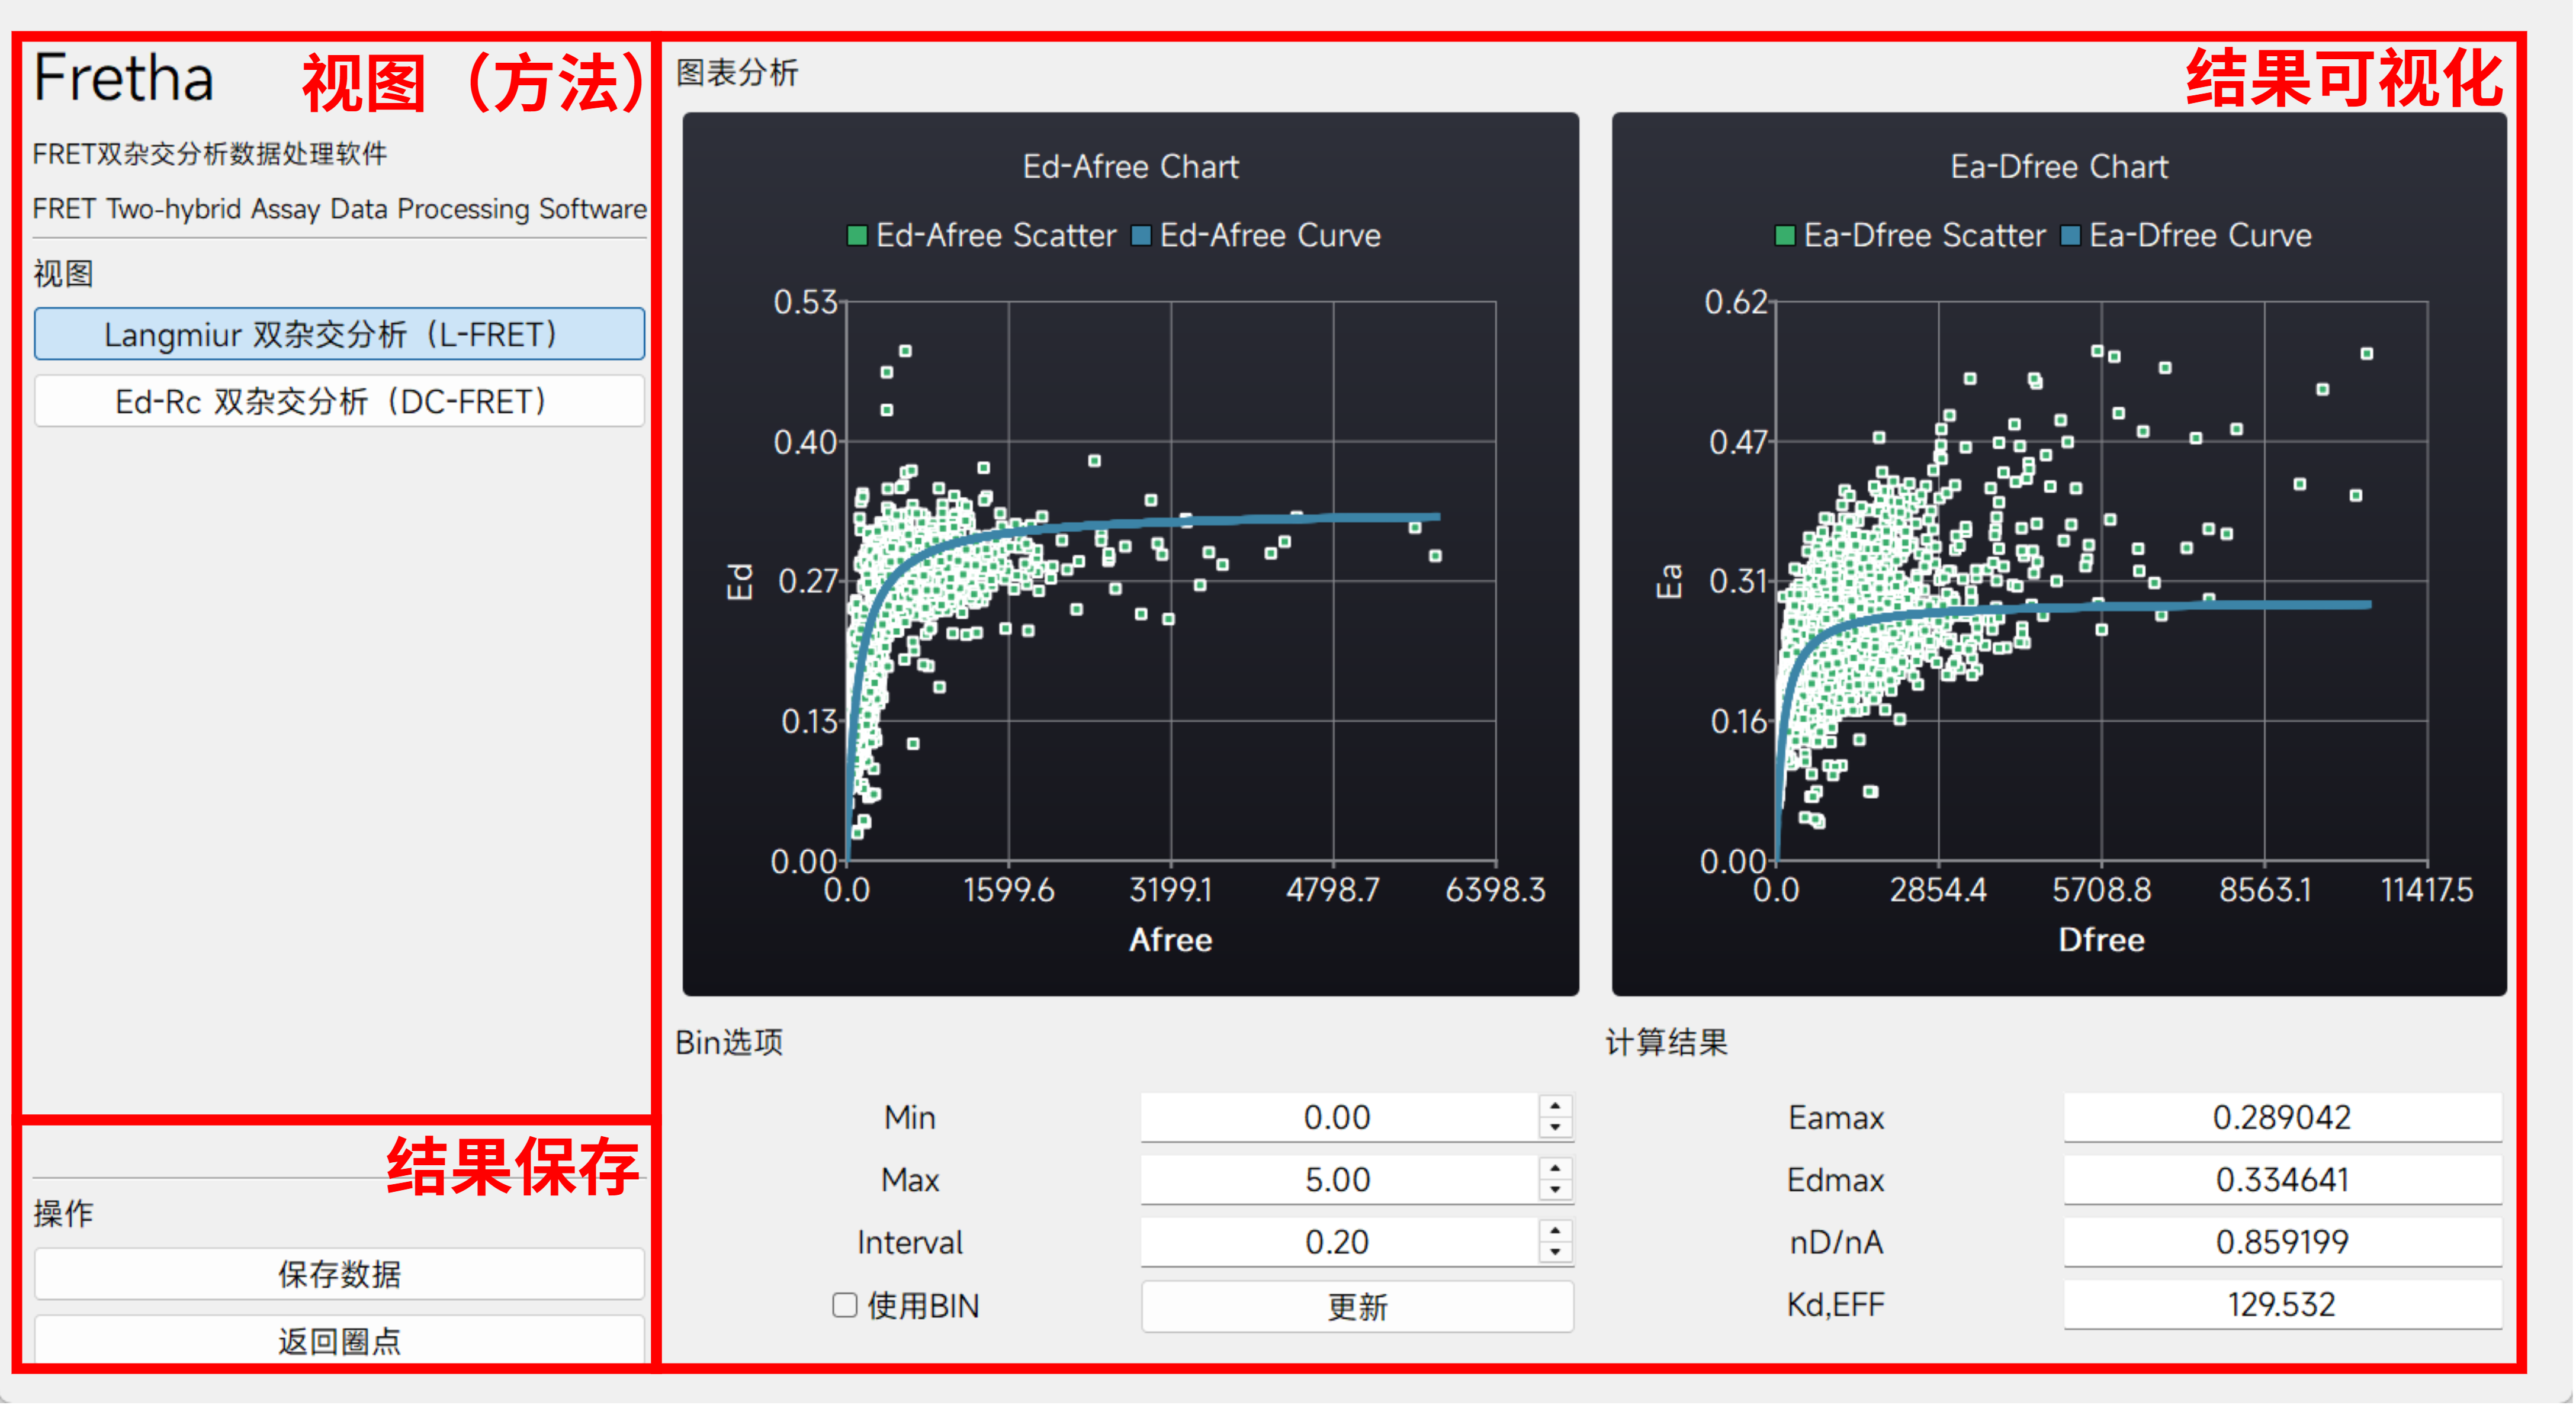 Fretha
视图（方法）
FRET双杂交分析数据处理软件
FRET Two-hybrid Assay Data Processing Software
视图
Langmiur 双杂交分析（L-FRET）
Ed-Rc 双杂交分析（DC-FRET）
结果保存
操作
保存数据
返回圈点
图表分析
结果可视化
Ed-Afree Chart
Ed-Afree Scatter Ed-Afree Curve
0.53
0.40
0.27
0.13
0.00
Ed
0.0 1599.6 3199.1 4798.7 6398.3
Afree
Ea-Dfree Chart
Ea-Dfree Scatter Ea-Dfree Curve
0.62
0.47
0.31
0.16
0.00
Ea
0.0 2854.4 5708.8 8563.1 11417.5
Dfree
Bin选项
Min 0.00
Max 5.00
Interval 0.20
使用BIN 更新
计算结果
Eamax 0.289042
Edmax 0.334641
nD/nA 0.859199
Kd,EFF 129.532